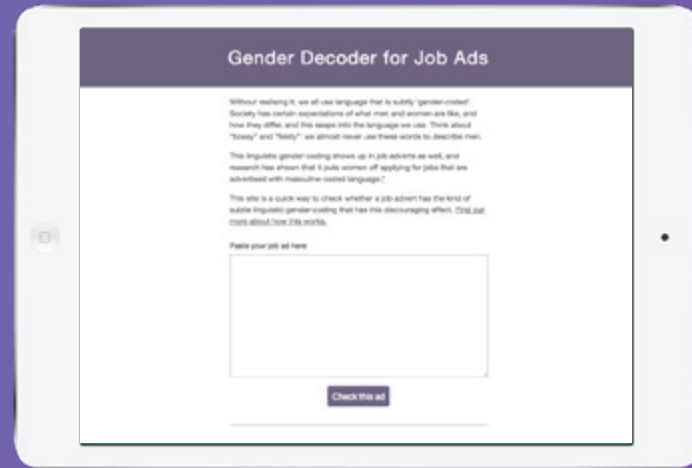 Gender Decoder for Job Ads
Without realising it, we all use language that is subtly 'gender-coded'.
Society has certain expectations of what men and women are like, and
how they differ, and this seeps into the language we use. Think about
"bossy" and "feisty": we almost never use these words to describe men.
This linguistic gender-coding shows up in job adverts as well, and
research has shown that it puts women off applying for jobs that are
advertised with masculine-coded language.*
This site is a quick way to check whether a job advert has the kind of
subtle linguistic gender-coding that has this discouraging effect. Find out
more about how this works.
Paste your job ad here
Check this ad